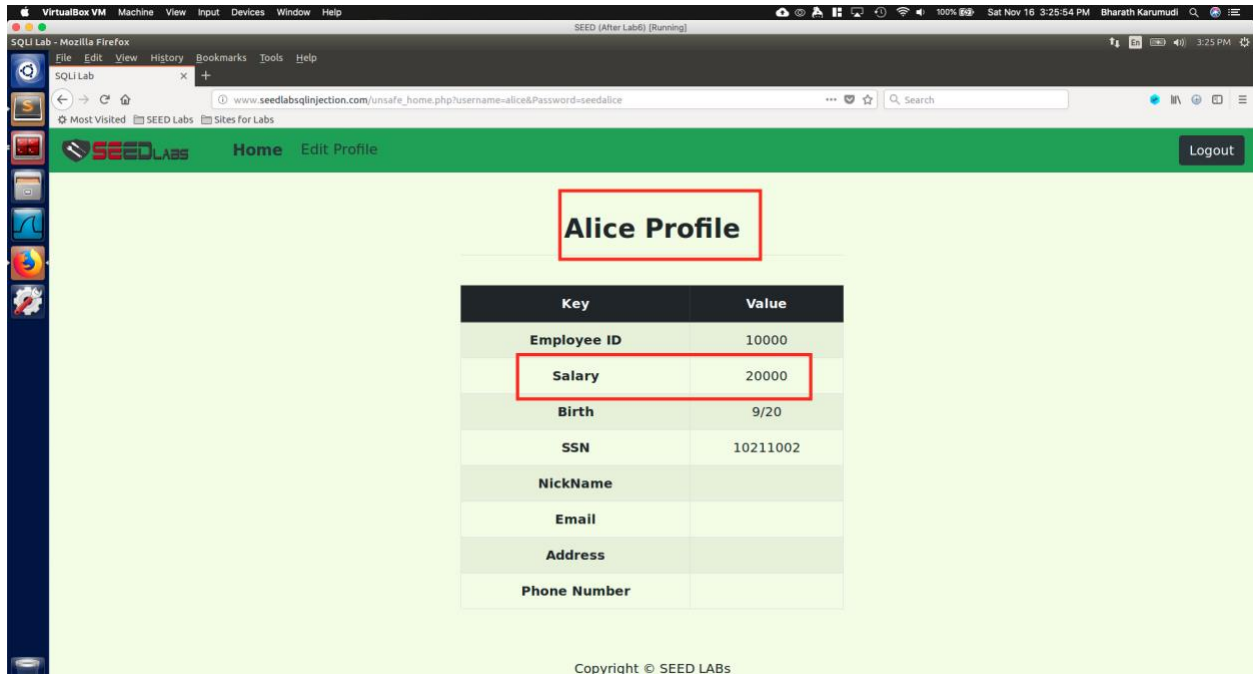 VirtualBox VM Machine View Input Devices Window Help 100% Sat Nov 16 3:25:54 PM Bharath Karumudi
SEED (After Lab6) [Running]
SQLi Lab - Mozilla Firefox En 3:25 PM
File Edit View History Bookmarks Tools Help
SQLi Lab × +
www.seedlabsqlinjection.com/unsafe_home.php?username=alice&Password=seedalice Search
Most Visited SEED Labs Sites for Labs
SEEDLABS Home Edit Profile Logout
Alice Profile
Key Value
Employee ID 10000
Salary 20000
Birth 9/20
SSN 10211002
NickName
Email
Address
Phone Number
Copyright © SEED LABs